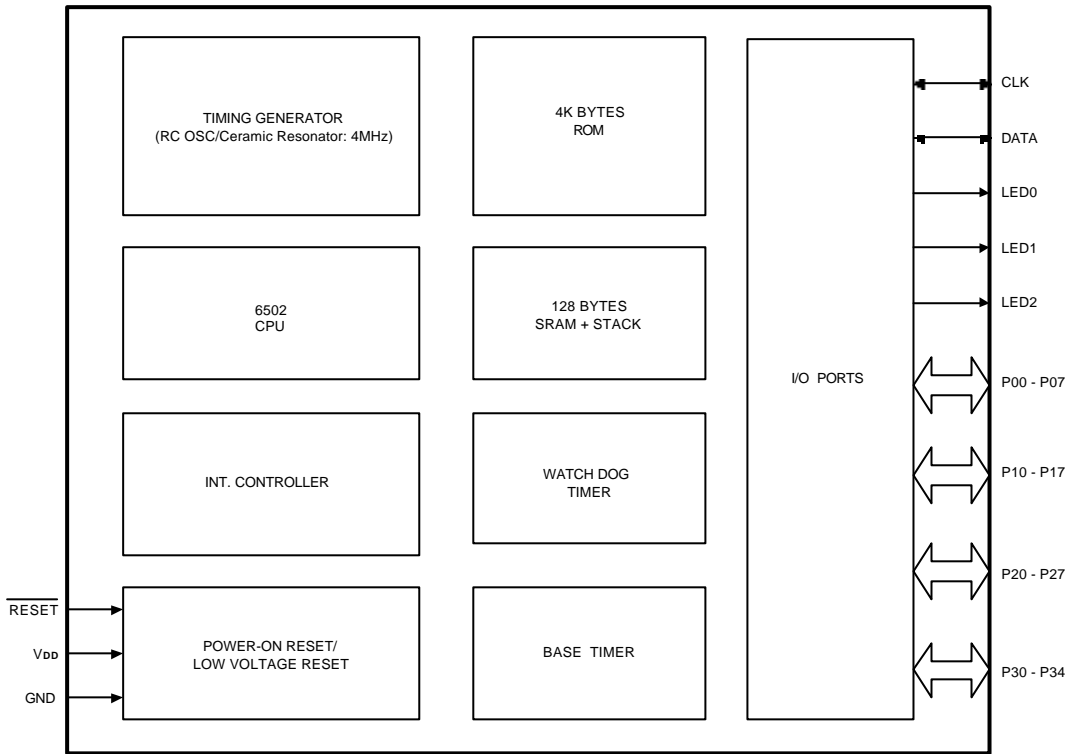 TIMING GENERATOR
(RC OSC/Ceramic Resonator: 4MHz)
4K BYTES
ROM
6502
CPU
128 BYTES
SRAM + STACK
INT. CONTROLLER
WATCH DOG
TIMER
POWER-ON RESET/
LOW VOLTAGE RESET
BASE TIMER
I/O PORTS
RESET
VDD
GND
CLK
DATA
LED0
LED1
LED2
P00 - P07
P10 - P17
P20 - P27
P30 - P34